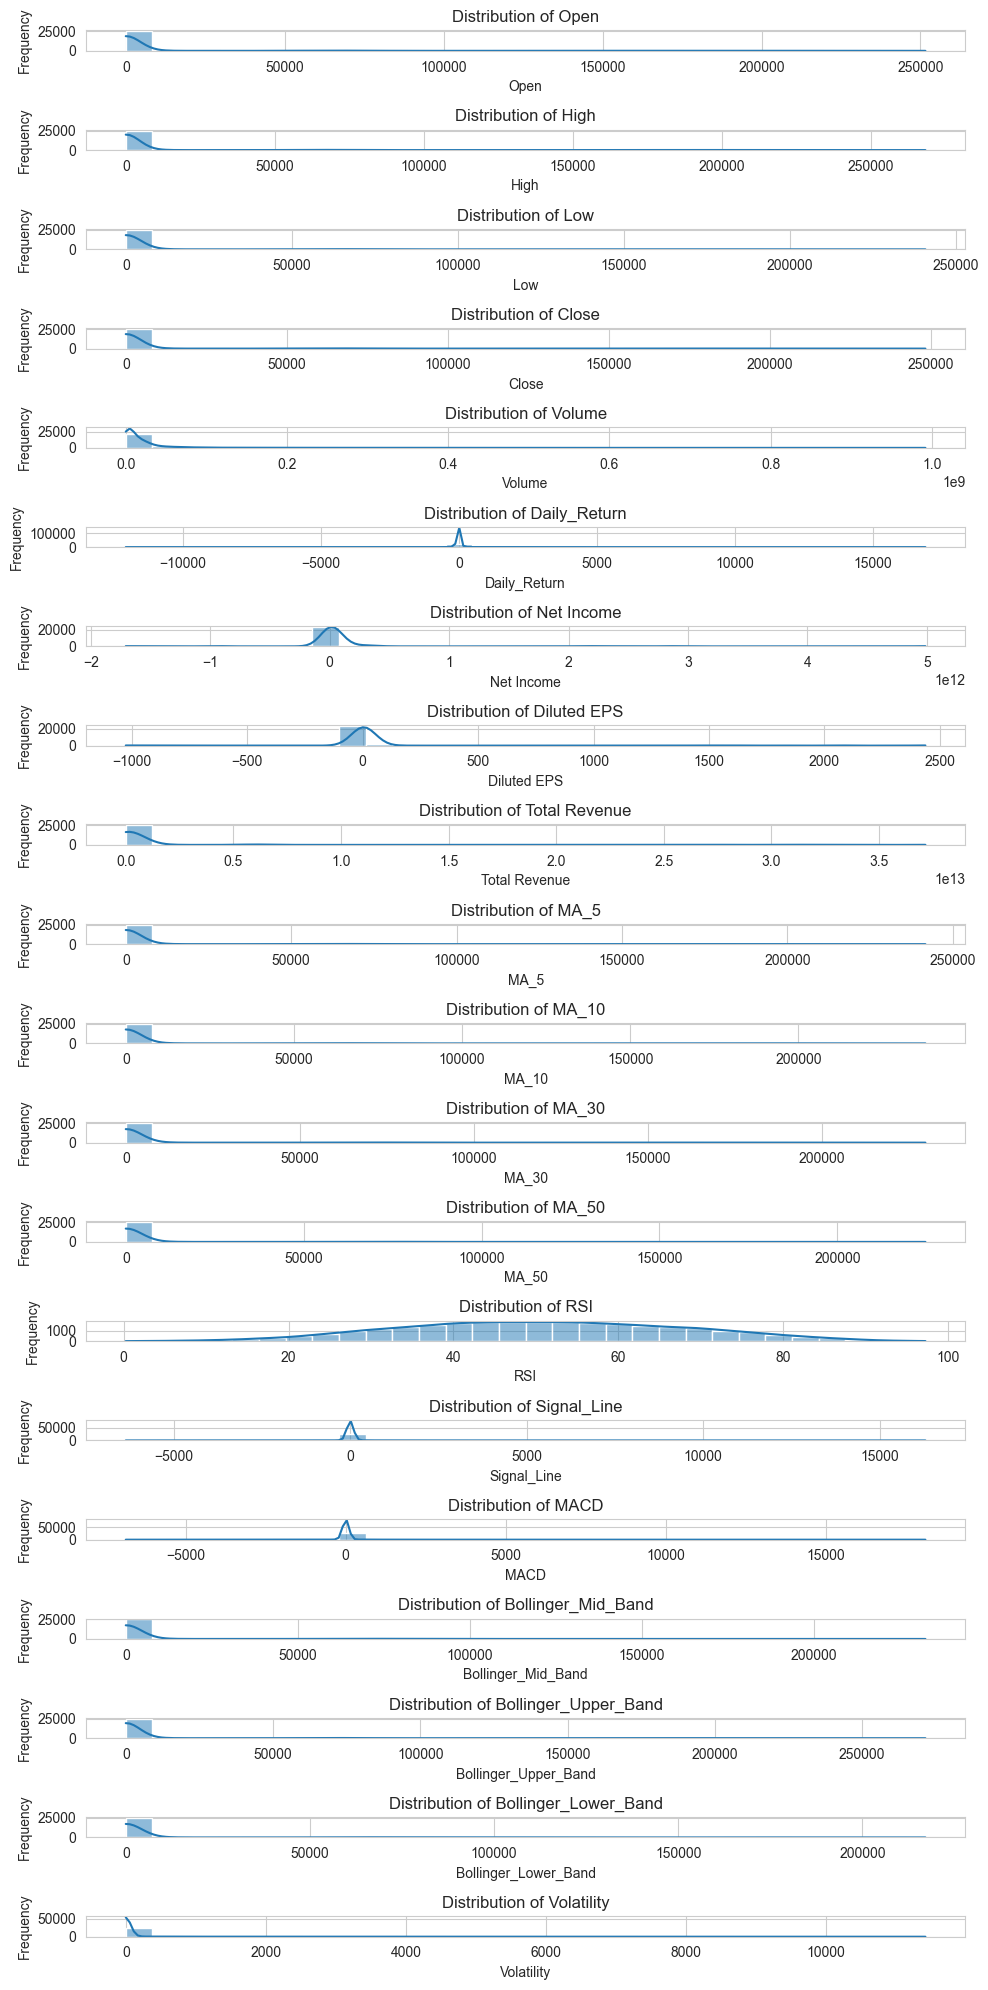 Distribution of Open
Frequency
25000
0
0 50000 100000 150000 200000 250000
Open
Distribution of High
Frequency
25000
0
0 50000 100000 150000 200000 250000
High
Distribution of Low
Frequency
25000
0
0 50000 100000 150000 200000 250000
Low
Distribution of Close
Frequency
25000
0
0 50000 100000 150000 200000 250000
Close
Distribution of Volume
Frequency
25000
0
0.0 0.2 0.4 0.6 0.8 1.0
Volume
1e9
Distribution of Daily_Return
Frequency
100000
0
−10000 −5000 0 5000 10000 15000
Daily_Return
Distribution of Net Income
Frequency
20000
0
−2 −1 0 1 2 3 4 5
Net Income
1e12
Distribution of Diluted EPS
Frequency
20000
0
−1000 −500 0 500 1000 1500 2000 2500
Diluted EPS
Distribution of Total Revenue
Frequency
25000
0
0.0 0.5 1.0 1.5 2.0 2.5 3.0 3.5
Total Revenue
1e13
Distribution of MA_5
Frequency
25000
0
0 50000 100000 150000 200000 250000
MA_5
Distribution of MA_10
Frequency
25000
0
0 50000 100000 150000 200000
MA_10
Distribution of MA_30
Frequency
25000
0
0 50000 100000 150000 200000
MA_30
Distribution of MA_50
Frequency
25000
0
0 50000 100000 150000 200000
MA_50
Distribution of RSI
Frequency
1000
0
0 20 40 60 80 100
RSI
Distribution of Signal_Line
Frequency
50000
0
−5000 0 5000 10000 15000
Signal_Line
Distribution of MACD
Frequency
50000
0
−5000 0 5000 10000 15000
MACD
Distribution of Bollinger_Mid_Band
Frequency
25000
0
0 50000 100000 150000 200000
Bollinger_Mid_Band
Distribution of Bollinger_Upper_Band
Frequency
25000
0
0 50000 100000 150000 200000 250000
Bollinger_Upper_Band
Distribution of Bollinger_Lower_Band
Frequency
25000
0
0 50000 100000 150000 200000
Bollinger_Lower_Band
Distribution of Volatility
Frequency
50000
0
0 2000 4000 6000 8000 10000
Volatility